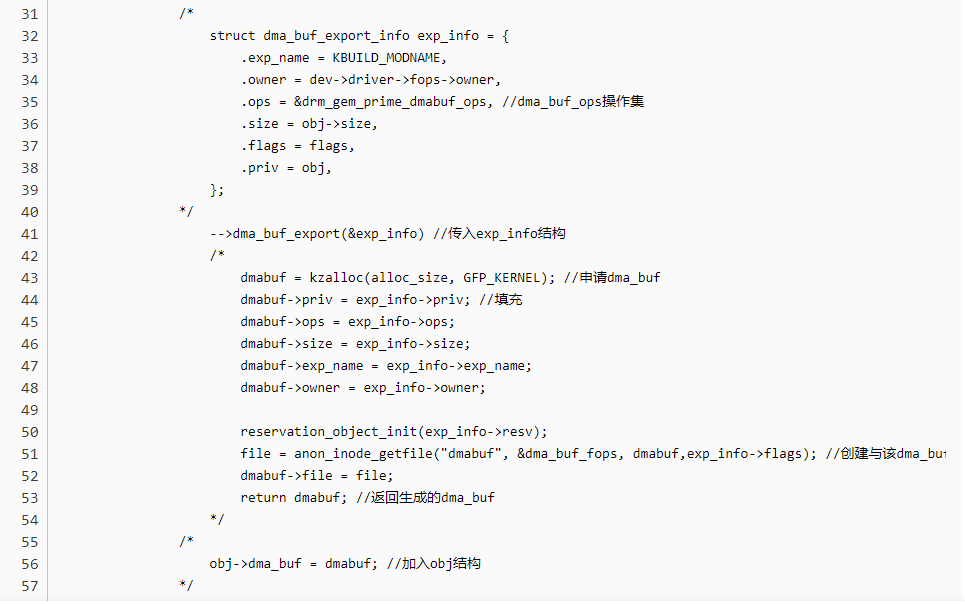 31 /*
32 struct dma_buf_export_info exp_info = {
33 .exp_name = KBUILD_MODNAME,
34 .owner = dev->driver->fops->owner,
35 .ops = &drm_gem_prime_dmabuf_ops, //dma_buf_ops操作集
36 .size = obj->size,
37 .flags = flags,
38 .priv = obj,
39 };
40 */
41 -->dma_buf_export(&exp_info) //传入exp_info结构
42 /*
43 dmabuf = kzalloc(alloc_size, GFP_KERNEL); //申请dma_buf
44 dmabuf->priv = exp_info->priv; //填充
45 dmabuf->ops = exp_info->ops;
46 dmabuf->size = exp_info->size;
47 dmabuf->exp_name = exp_info->exp_name;
48 dmabuf->owner = exp_info->owner;
49
50 reservation_object_init(exp_info->resv);
51 file = anon_inode_getfile("dmabuf", &dma_buf_fops, dmabuf,exp_info->flags); //创建与该dma_buf
52 dmabuf->file = file;
53 return dmabuf; //返回生成的dma_buf
54 */
55 /*
56 obj->dma_buf = dmabuf; //加入obj结构
57 */